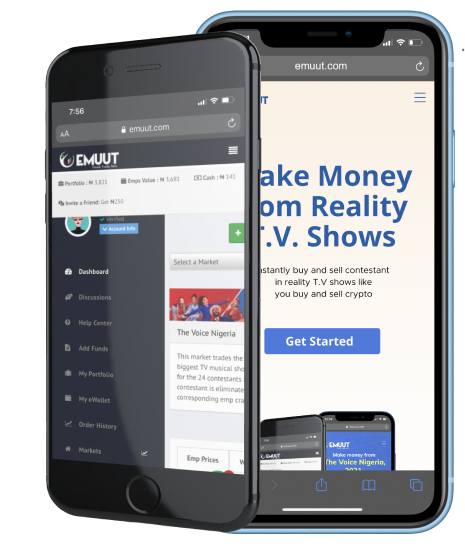 7:56
AA
emuut.com
EMUUT
Portfolio : ₦ 3,821
Emps Value : ₦ 3,681
Cash : ₦ 141
Invite a Friend: Get ₦250
Verified
Account Info
+
Select a Market
Dashboard
Discussions
Help Center
Add Funds
My Portfolio
My eWallet
Order History
Markets
The Voice Nigeria
This market trades the
biggest TV musical sho
for the 24 contestants
contestant is eliminate
corresponding emp cra
Emp Prices
W
emuut.com
UT
ake Money
om Reality
T.V. Shows
nstantly buy and sell contestant
in reality T.V shows like
you buy and sell crypto
Get Started
EMUUT
Make money from
The Voice Nigeria,
2021